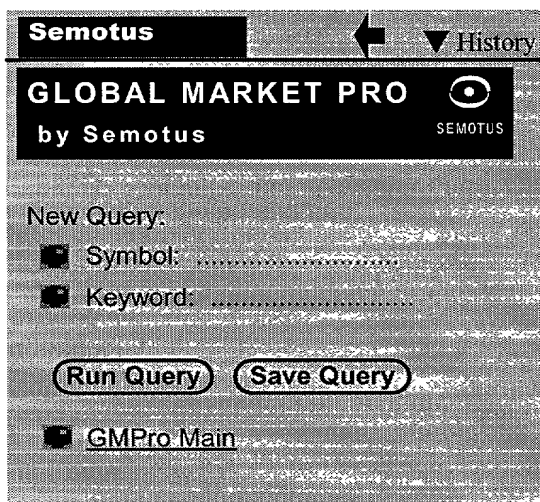 Semotus
History
GLOBAL MARKET PRO
by Semotus
SEMOTUS
New Query:
Symbol: ........................
Keyword: ........................
Run Query Save Query
GMPro Main